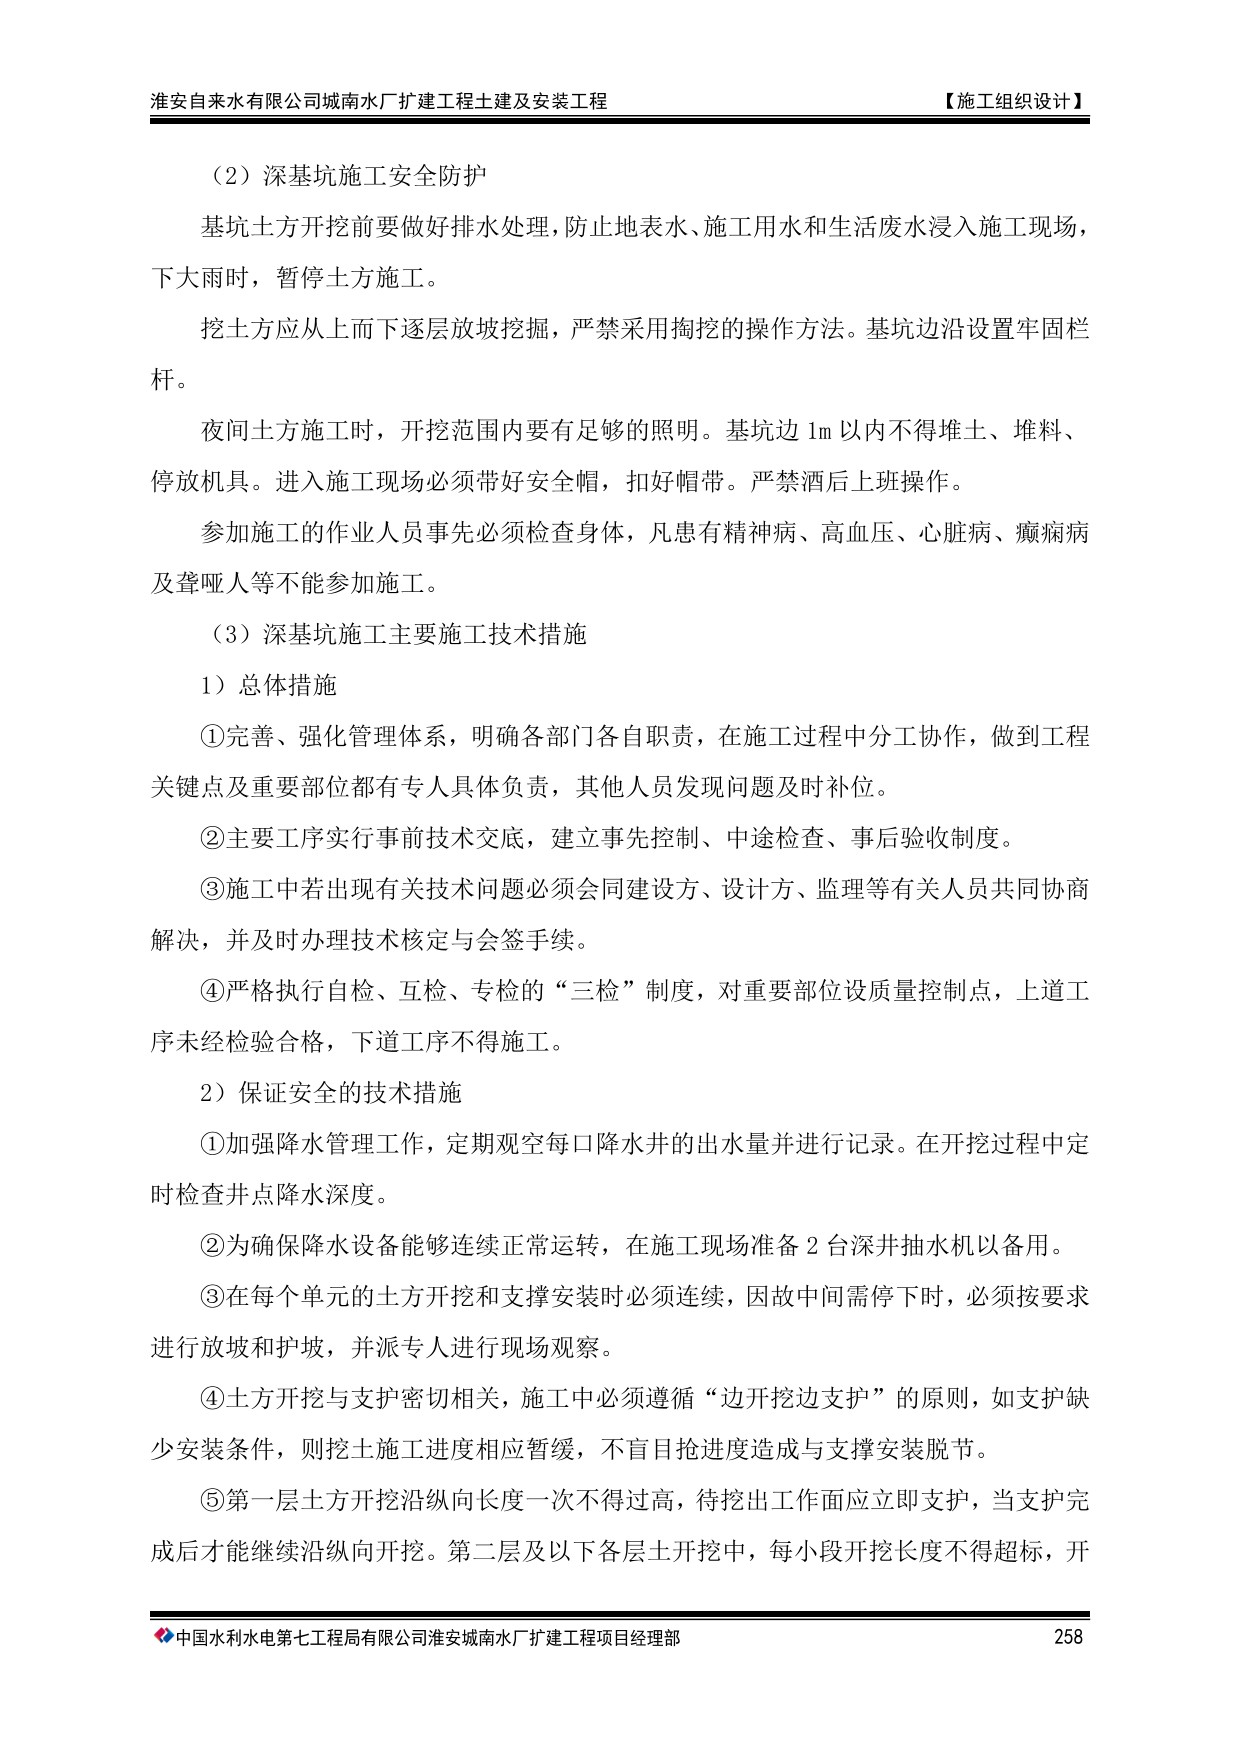 淮安自来水有限公司城南水厂扩建工程土建及安装工程 【施工组织设计】
（2）深基坑施工安全防护
基坑土方开挖前要做好排水处理，防止地表水、施工用水和生活废水浸入施工现场，
下大雨时，暂停土方施工。
挖土方应从上而下逐层放坡挖掘，严禁采用掏挖的操作方法。基坑边沿设置牢固栏
杆。
夜间土方施工时，开挖范围内要有足够的照明。基坑边 1m 以内不得堆土、堆料、
停放机具。进入施工现场必须带好安全帽，扣好帽带。严禁酒后上班操作。
参加施工的作业人员事先必须检查身体，凡患有精神病、高血压、心脏病、癫痫病
及聋哑人等不能参加施工。
（3）深基坑施工主要施工技术措施
1）总体措施
①完善、强化管理体系，明确各部门各自职责，在施工过程中分工协作，做到工程
关键点及重要部位都有专人具体负责，其他人员发现问题及时补位。
②主要工序实行事前技术交底，建立事先控制、中途检查、事后验收制度。
③施工中若出现有关技术问题必须会同建设方、设计方、监理等有关人员共同协商
解决，并及时办理技术核定与会签手续。
④严格执行自检、互检、专检的“三检”制度，对重要部位设质量控制点，上道工
序未经检验合格，下道工序不得施工。
2）保证安全的技术措施
①加强降水管理工作，定期观空每口降水井的出水量并进行记录。在开挖过程中定
时检查井点降水深度。
②为确保降水设备能够连续正常运转，在施工现场准备 2 台深井抽水机以备用。
③在每个单元的土方开挖和支撑安装时必须连续，因故中间需停下时，必须按要求
进行放坡和护坡，并派专人进行现场观察。
④土方开挖与支护密切相关，施工中必须遵循“边开挖边支护”的原则，如支护缺
少安装条件，则挖土施工进度相应暂缓，不盲目抢进度造成与支撑安装脱节。
⑤第一层土方开挖沿纵向长度一次不得过高，待挖出工作面应立即支护，当支护完
成后才能继续沿纵向开挖。第二层及以下各层土开挖中，每小段开挖长度不得超标，开
中国水利水电第七工程局有限公司淮安城南水厂扩建工程项目经理部 258